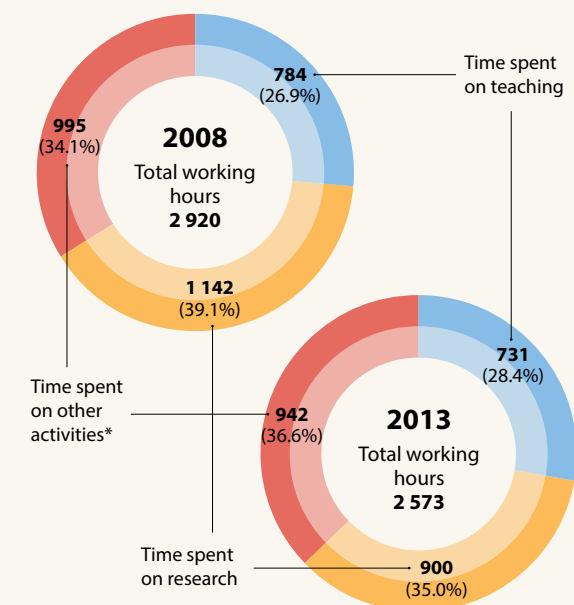 784
(26.9%)
Time spent
on teaching
995
(34.1%)
2008
Total working
hours
2 920
1 142
(39.1%)
731
(28.4%)
Time spent
on other
activities*
942
(36.6%)
2013
Total working
hours
2 573
Time spent
on research
900
(35.0%)